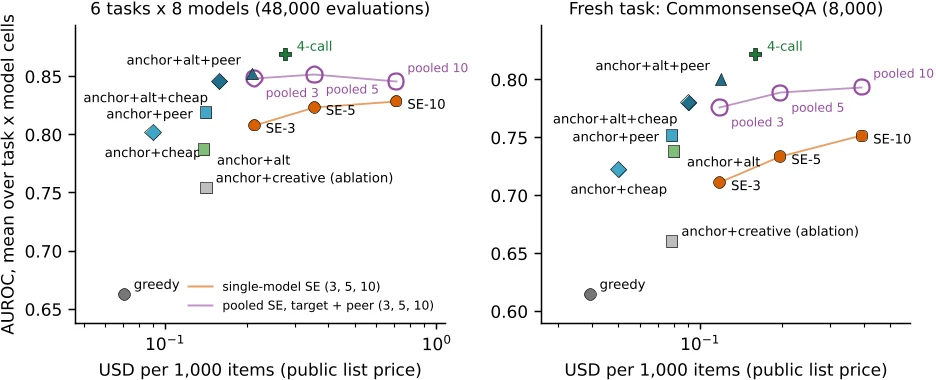 6 tasks x 8 models (48,000 evaluations)
AUROC, mean over task x model cells
0.85
0.80
0.75
0.70
0.65
4-call
anchor+alt+peer
pooled 10
pooled 3
pooled 5
anchor+alt+cheap
anchor+peer
SE-10
SE-5
SE-3
anchor+cheap
anchor+alt
anchor+creative (ablation)
greedy
single-model SE (3, 5, 10)
pooled SE, target + peer (3, 5, 10)
10⁻¹
10⁰
USD per 1,000 items (public list price)
Fresh task: CommonsenseQA (8,000)
0.80
0.75
0.70
0.65
0.60
4-call
anchor+alt+peer
pooled 10
pooled 5
pooled 3
anchor+alt+cheap
anchor+peer
SE-10
anchor+alt
SE-5
SE-3
anchor+cheap
anchor+creative (ablation)
greedy
10⁻¹
USD per 1,000 items (public list price)